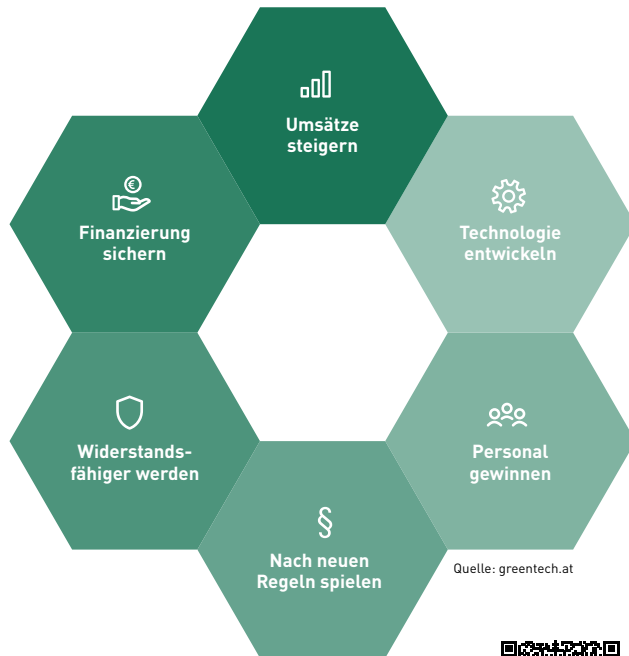 Umsätze
steigern
Technologie
entwickeln
Personal
gewinnen
Nach neuen
Regeln spielen
Widerstands-
fähiger werden
Finanzierung
sichern
Quelle: greentech.at